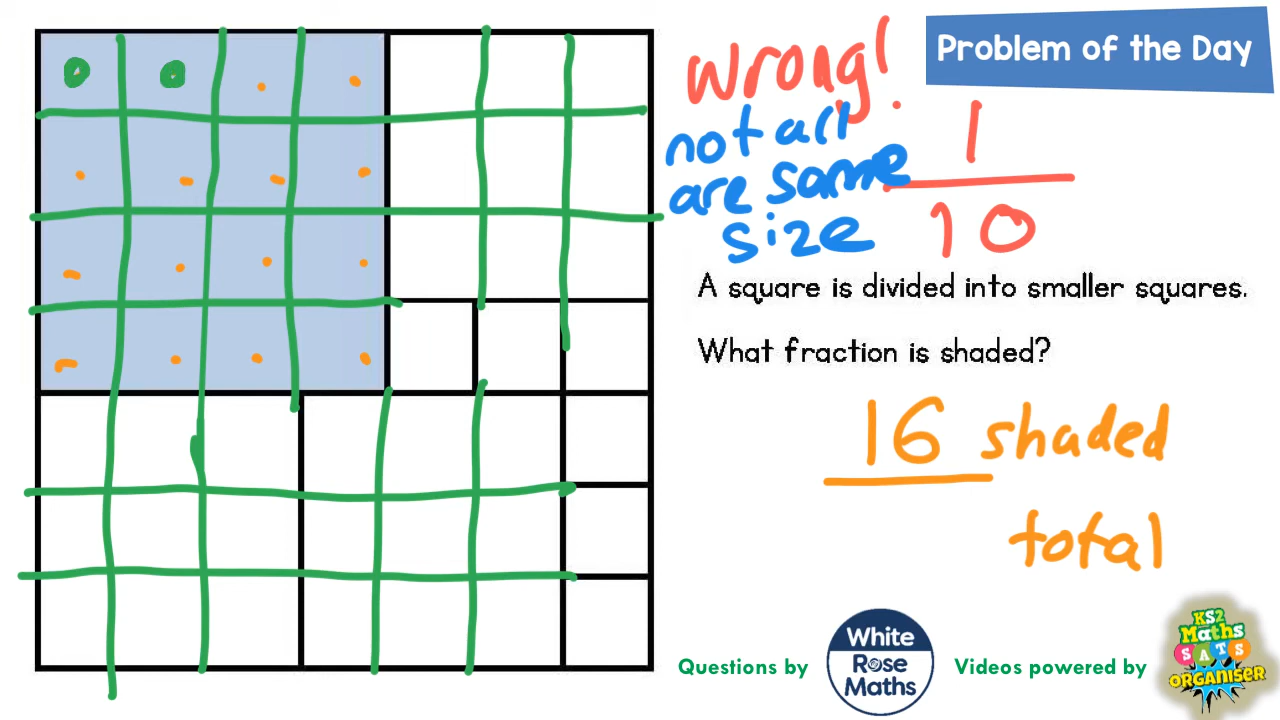 Problem of the Day
wrong!
not all
are same
size
1
10
A square is divided into smaller squares.
What fraction is shaded?
16 shaded
total
Questions by
White
Rose
Maths
Videos powered by
KS2
Maths
SATS
ORGANISER